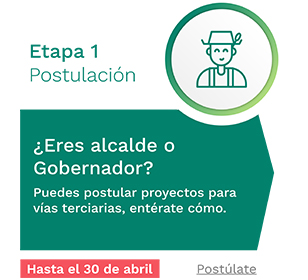 Etapa 1
Postulación
¿Eres alcalde o
Gobernador?
Puedes postular proyectos para
vías terciarias, entérate cómo.
Hasta el 30 de abril
Postúlate